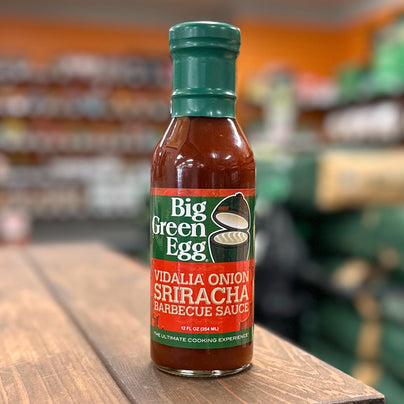 Big
Green
Egg
VIDALIA ONION
SRIRACHA
BARBECUE SAUCE
12 FL OZ (354 ML)
THE ULTIMATE COOKING EXPERIENCE